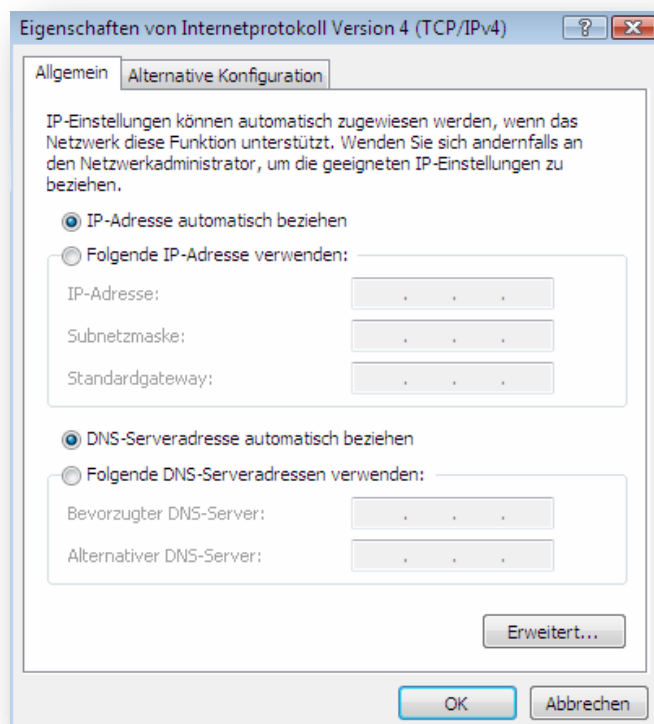 Eigenschaften von Internetprotokoll Version 4 (TCP/IPv4)
Allgemein
Alternative Konfiguration
IP-Einstellungen können automatisch zugewiesen werden, wenn das
Netzwerk diese Funktion unterstützt. Wenden Sie sich andernfalls an
den Netzwerkadministrator, um die geeigneten IP-Einstellungen zu
beziehen.
IP-Adresse automatisch beziehen
Folgende IP-Adresse verwenden:
IP-Adresse: . . .
Subnetzmaske: . . .
Standardgateway: . . .
DNS-Serveradresse automatisch beziehen
Folgende DNS-Serveradressen verwenden:
Bevorzugter DNS-Server: . . .
Alternativer DNS-Server: . . .
Erweitert...
OK
Abbrechen